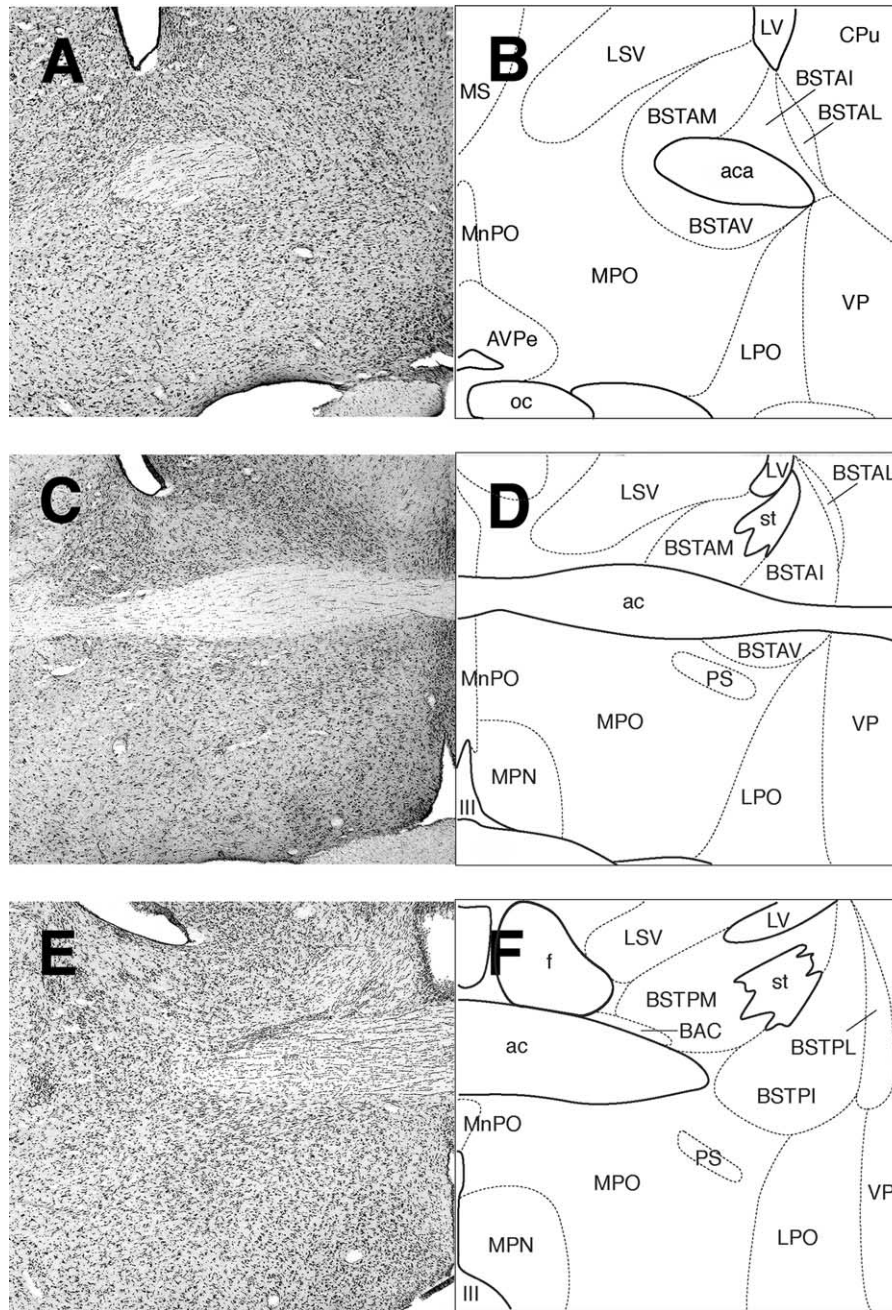 A
B
LV
CPu
LSV
BSTAI
MS
BSTAM
BSTAL
aca
BSTAV
MnPO
MPO
VP
AVPe
LPO
oc
C
D
LV
BSTAL
LSV
st
BSTAM
BSTAI
ac
BSTAV
MnPO
PS
MPO
VP
MPN
LPO
III
E
F
LV
LSV
f
st
BSTPM
BAC
BSTPL
ac
BSTPI
MnPO
PS
MPO
VP
LPO
MPN
III